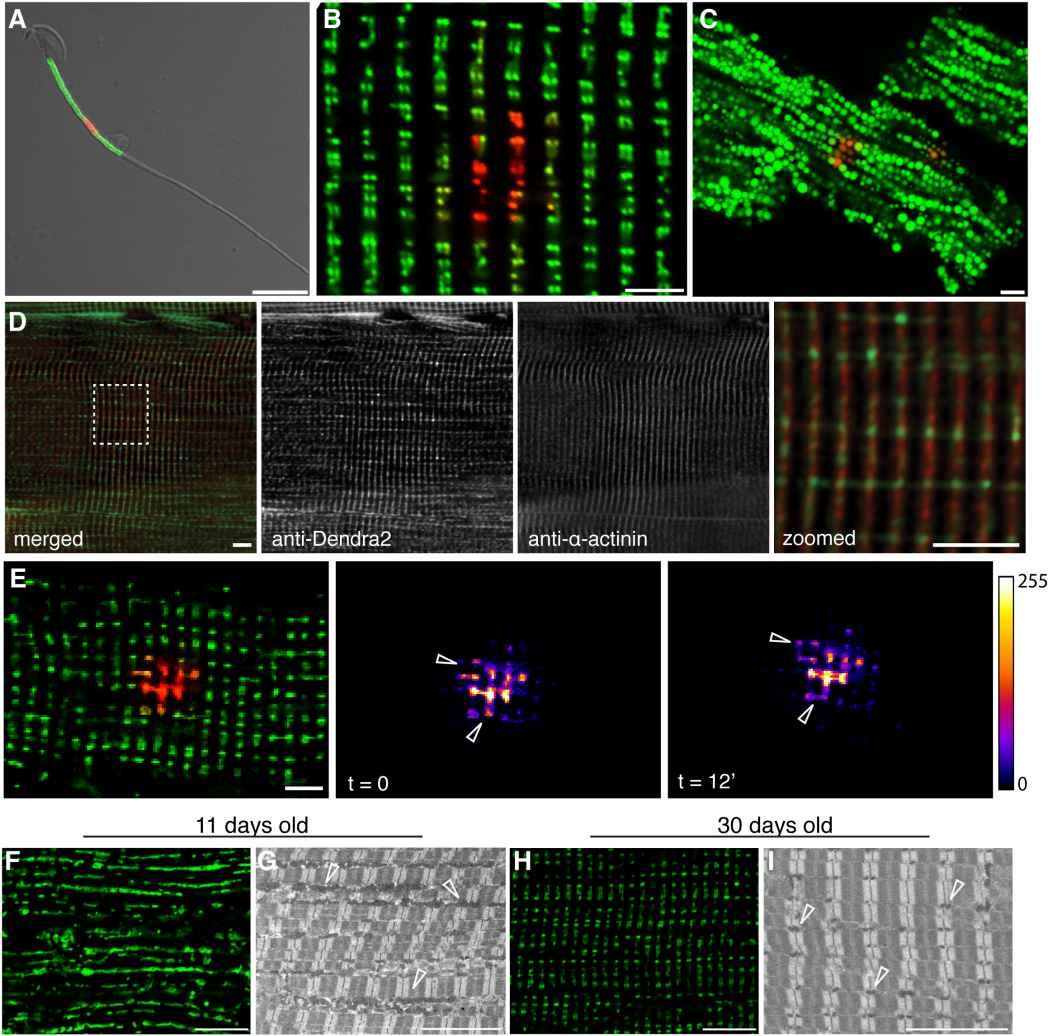 A
B
C
D
merged
anti-Dendra2
anti-α-actinin
zoomed
E
t = 0
t = 12’
255
0
11 days old
30 days old
F
G
H
I